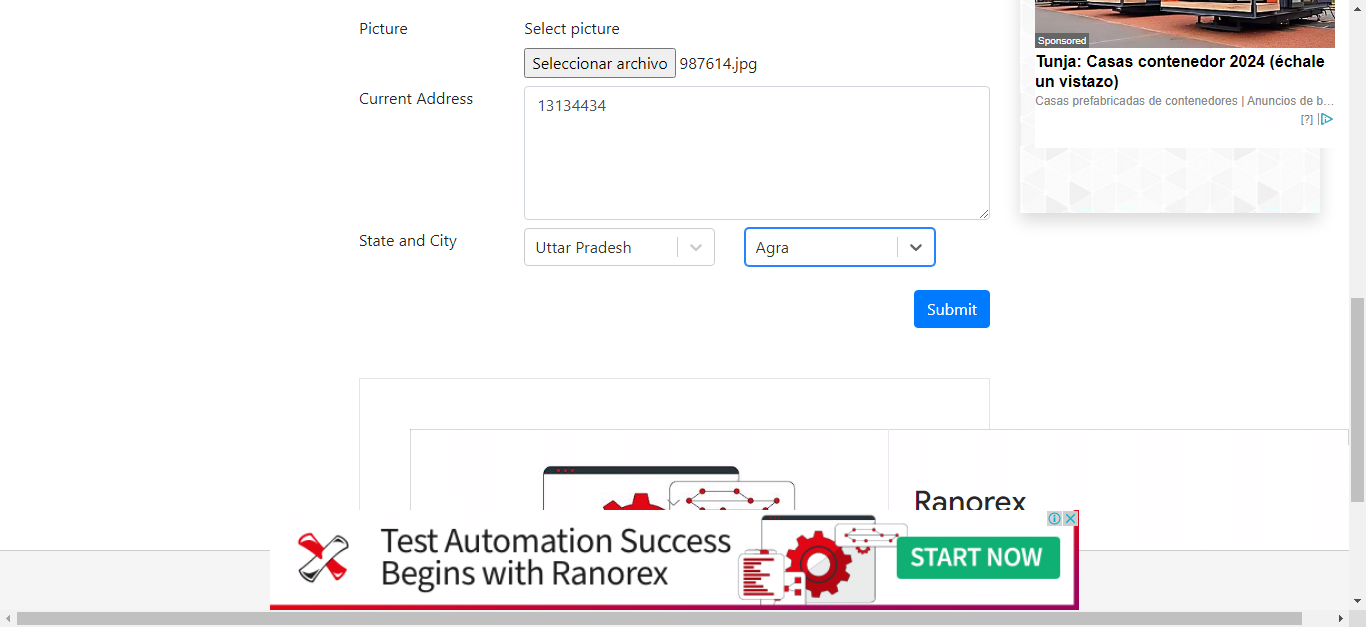 Picture
Select picture
Seleccionar archivo 987614.jpg
Current Address
13134434
State and City
Uttar Pradesh
Agra
Submit
Sponsored
Tunja: Casas contenedor 2024 (échale
un vistazo)
Casas prefabricadas de contenedores | Anuncios de b...
[?]
Ranorex
Test Automation Success
Begins with Ranorex
START NOW